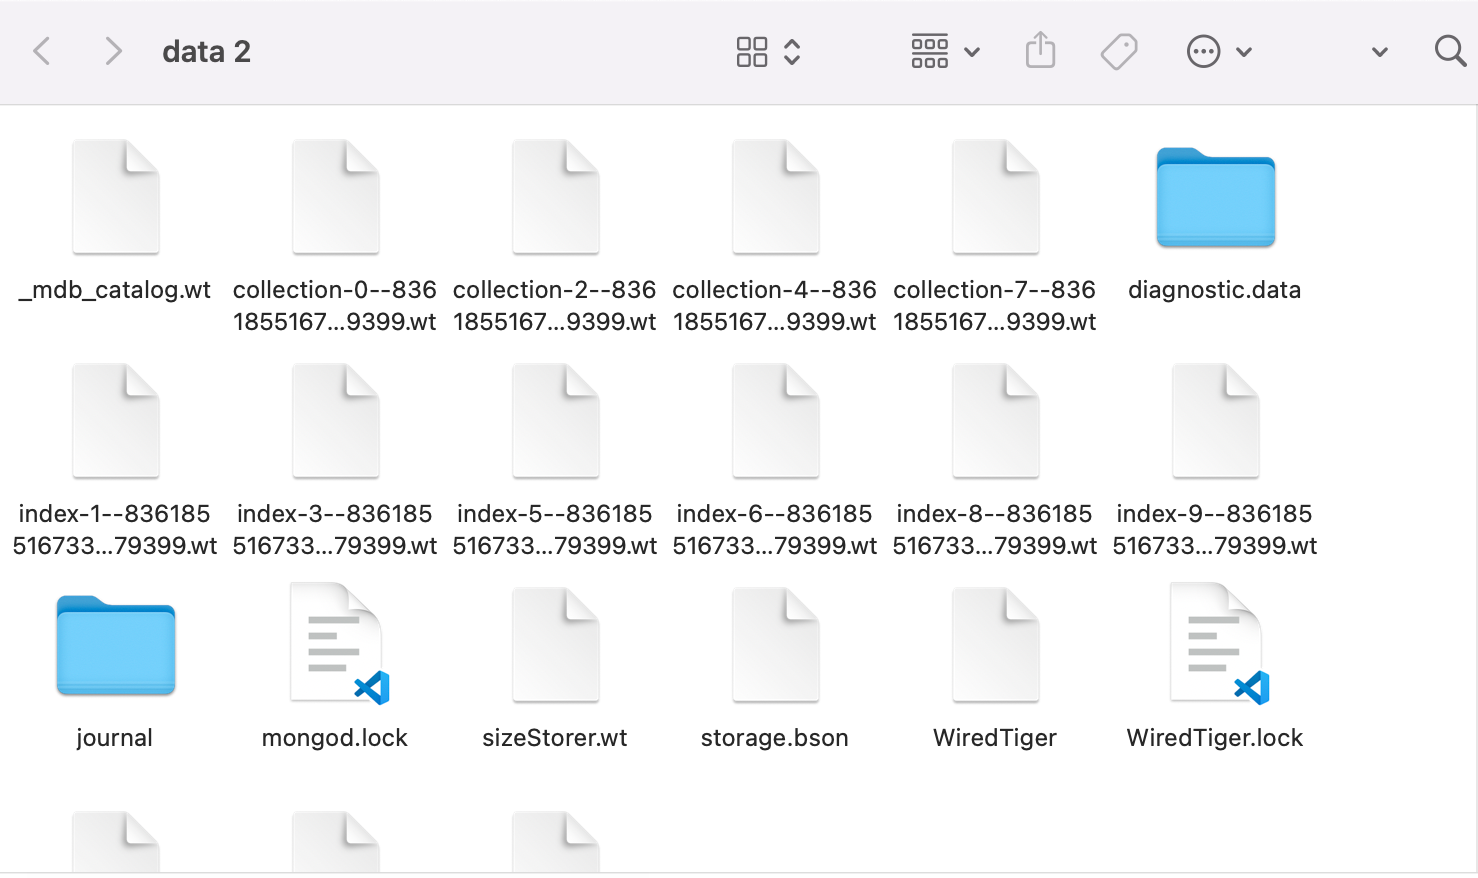 data 2
_mdb_catalog.wt
collection-0--836
1855167...9399.wt
collection-2--836
1855167...9399.wt
collection-4--836
1855167...9399.wt
collection-7--836
1855167...9399.wt
diagnostic.data
index-1--836185
516733...79399.wt
index-3--836185
516733...79399.wt
index-5--836185
516733...79399.wt
index-6--836185
516733...79399.wt
index-8--836185
516733...79399.wt
index-9--836185
516733...79399.wt
journal
mongod.lock
sizeStorer.wt
storage.bson
WiredTiger
WiredTiger.lock